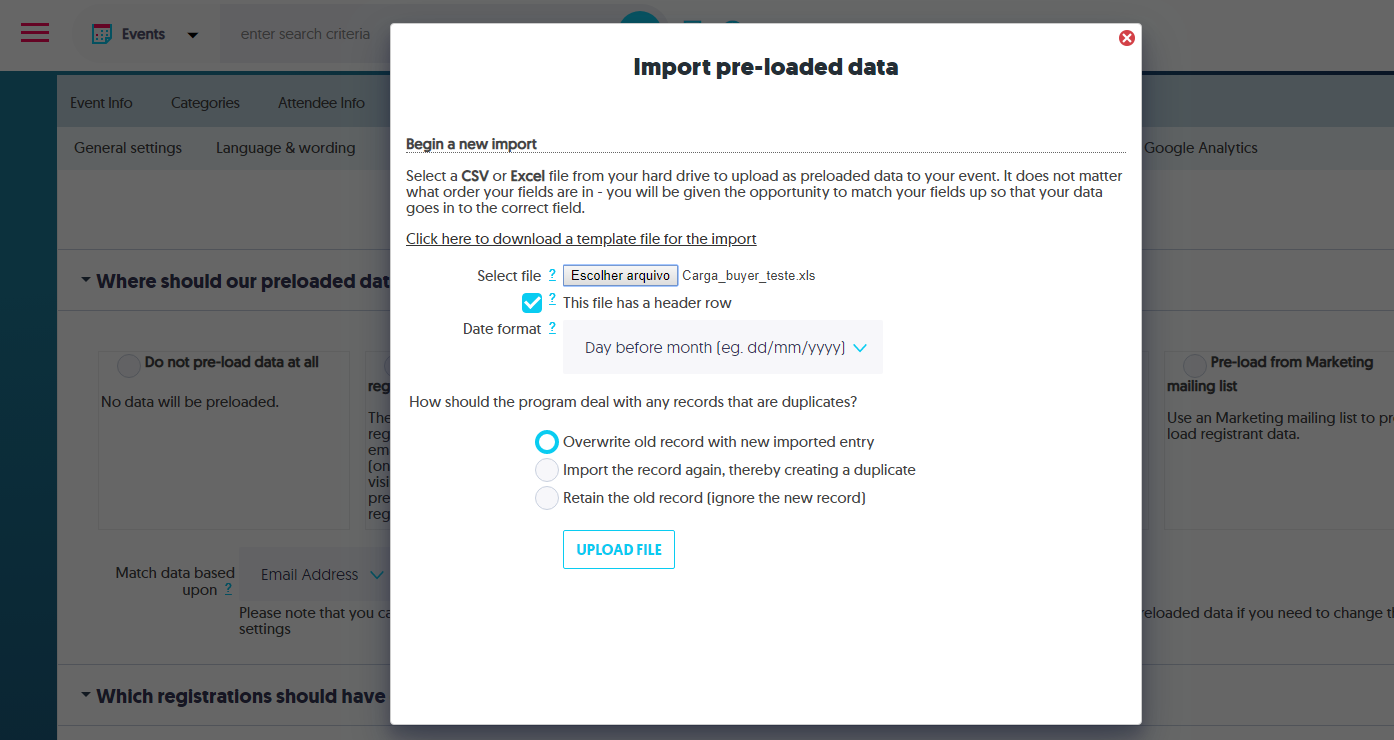 Events
enter search criteria
Event Info
Categories
Attendee Info
General settings
Language & wording
Google Analytics
Import pre-loaded data
Begin a new import
Select a CSV or Excel file from your hard drive to upload as preloaded data to your event. It does not matter
what order your fields are in - you will be given the opportunity to match your fields up so that your data
goes in to the correct field.
Click here to download a template file for the import
Select file ? Escolher arquivo Carga_buyer_teste.xls
? This file has a header row
Date format ? Day before month (eg. dd/mm/yyyy)
How should the program deal with any records that are duplicates?
Overwrite old record with new imported entry
Import the record again, thereby creating a duplicate
Retain the old record (ignore the new record)
UPLOAD FILE
Where should our preloaded dat
Do not pre-load data at all
No data will be preloaded.
reg
The
reg
em
(on
visi
pre
reg
Pre-load from Marketing
mailing list
Use an Marketing mailing list to pr
load registrant data.
Match data based
upon ?
Email Address
Please note that you ca
reloaded data if you need to change th
settings
Which registrations should have